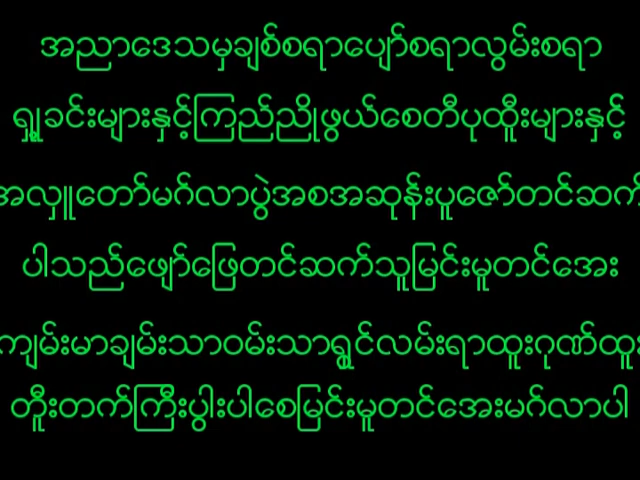 အညာဒေသမှချစ်စရာပျော်စရာလွမ်းစရာ
ရှုခင်းများနှင့်ကြည်ညိုဖွယ်စေတီပုထိူးများနှင့်
အလှူတော်မဂ်လာပွဲအစအဆုန်းပူဇော်တင်ဆက်
ပါသည်ဖျော်ဖြေတင်ဆက်သူမြင်းမူတင်အေး
ကျမ်းမာချမ်းသာဝမ်းသာရွှင်လမ်းရာထူးဂုဏ်ထူး
တိူးတက်ကြီးပွါးပါစေမြင်းမူတင်အေးမဂ်လာပါ